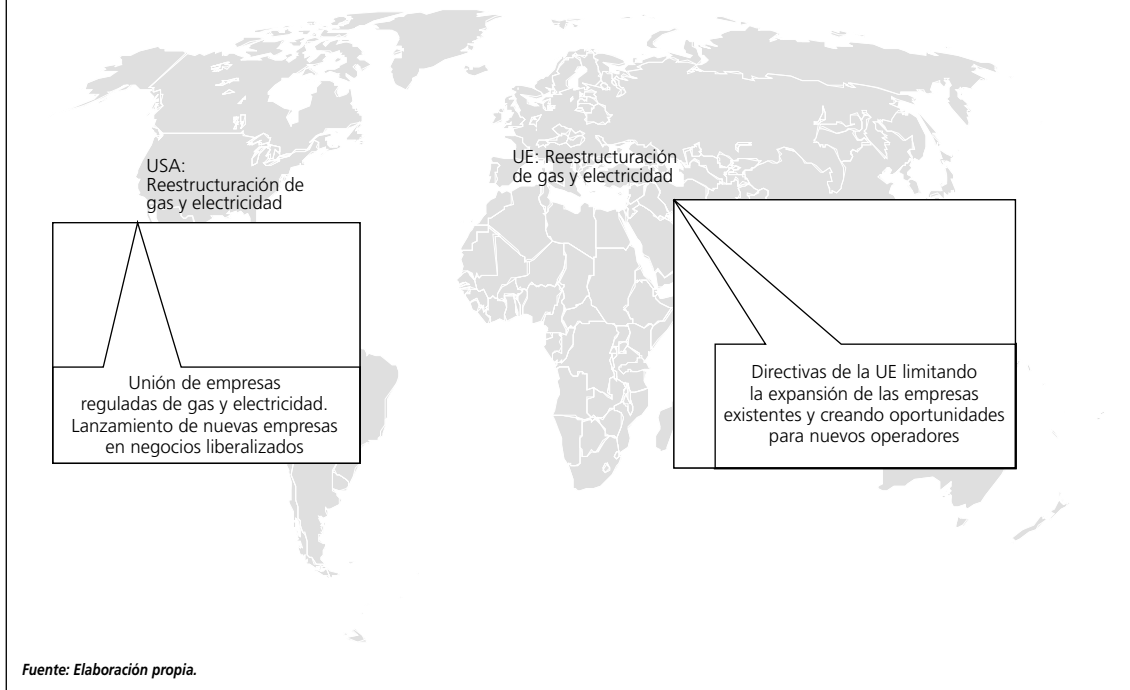 USA:
Reestructuración de
gas y electricidad
UE: Reestructuración
de gas y electricidad
Unión de empresas
reguladas de gas y electricidad.
Lanzamiento de nuevas empresas
en negocios liberalizados
Directivas de la UE limitando
la expansión de las empresas
existentes y creando oportunidades
para nuevos operadores
Fuente: Elaboración propia.